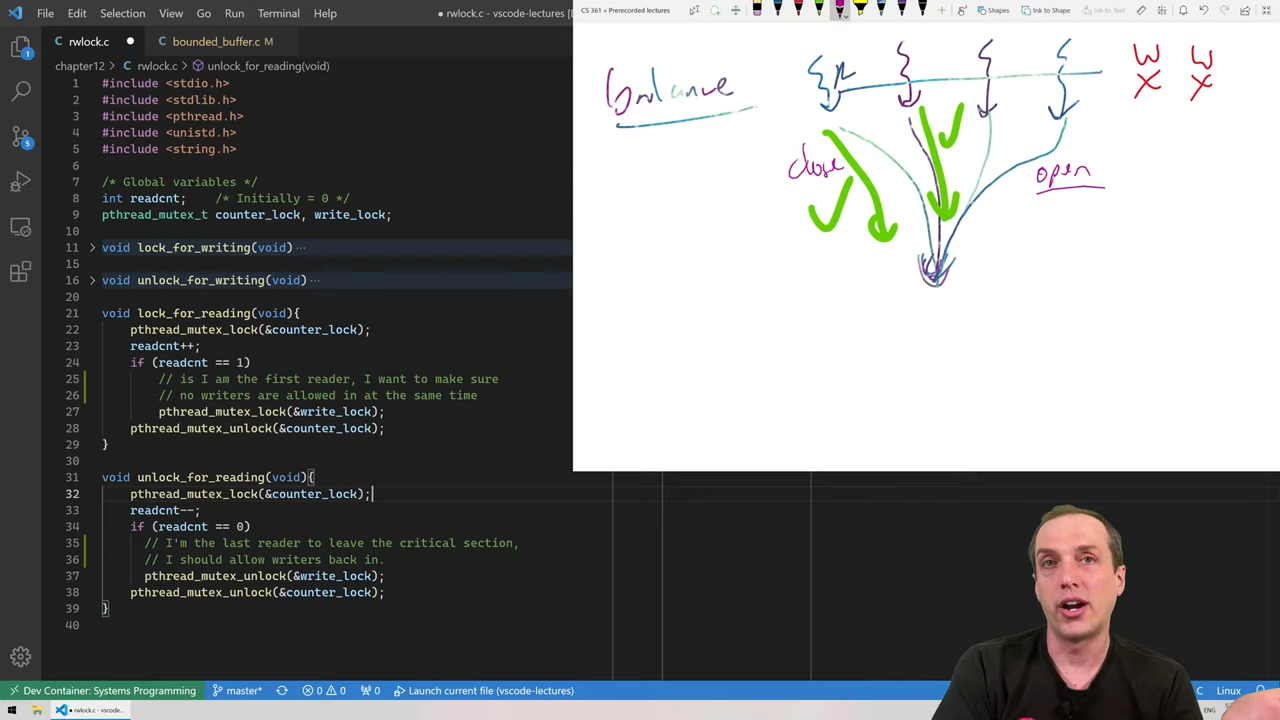 File
Edit
Selection
View
Go
Run
Terminal
Help
rwlock.c - vscode-lectures [
CS 361 » Prerecorded lectures
Shapes
Ink to Shape
Ink to Text
rwlock.c
bounded_buffer.c
chapter12 > rwlock.c > unlock_for_reading(void)
1 #include <stdio.h>
2 #include <stdlib.h>
3 #include <pthread.h>
4 #include <unistd.h>
5 #include <string.h>
6
7 /* Global variables */
8 int readcnt; /* Initially = 0 */
9 pthread_mutex_t counter_lock, write_lock;
10
11 void lock_for_writing(void) ...
16 void unlock_for_writing(void) ...
20
21 void lock_for_reading(void){
22 pthread_mutex_lock(&counter_lock);
23 readcnt++;
24 if (readcnt == 1)
25 // is I am the first reader, I want to make sure
26 // no writers are allowed in at the same time
27 pthread_mutex_lock(&write_lock);
28 pthread_mutex_unlock(&counter_lock);
29 }
30
31 void unlock_for_reading(void){
32 pthread_mutex_lock(&counter_lock);
33 readcnt--;
34 if (readcnt == 0)
35 // I'm the last reader to leave the critical section,
36 // I should allow writers back in.
37 pthread_mutex_unlock(&write_lock);
38 pthread_mutex_unlock(&counter_lock);
39 }
40
1
5
R
W W
X X
close
open
Dev Container: Systems Programming
master*
0 0
Launch current file (vscode-lectures)
C
Linux
rwlock.c - vscode...
ENG